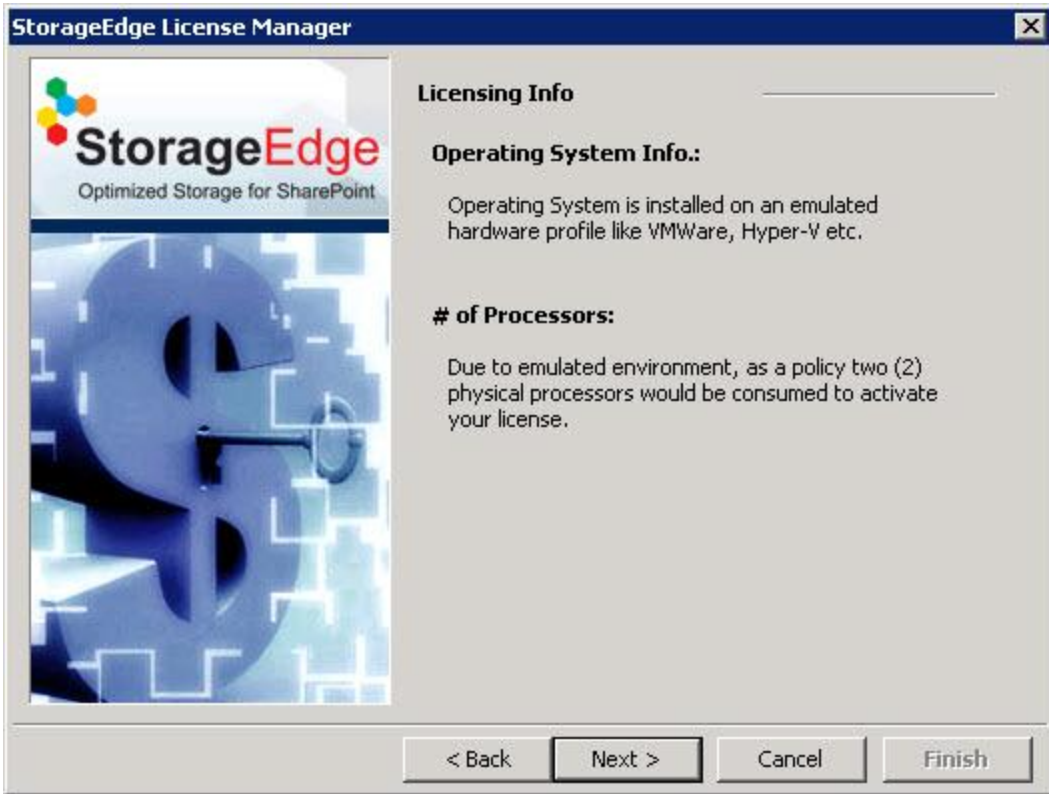 StorageEdge License Manager
StorageEdge
Optimized Storage for SharePoint
Licensing Info
Operating System Info.:
Operating System is installed on an emulated
hardware profile like VMWare, Hyper-V etc.
# of Processors:
Due to emulated environment, as a policy two (2)
physical processors would be consumed to activate
your license.
< Back
Next >
Cancel
Finish